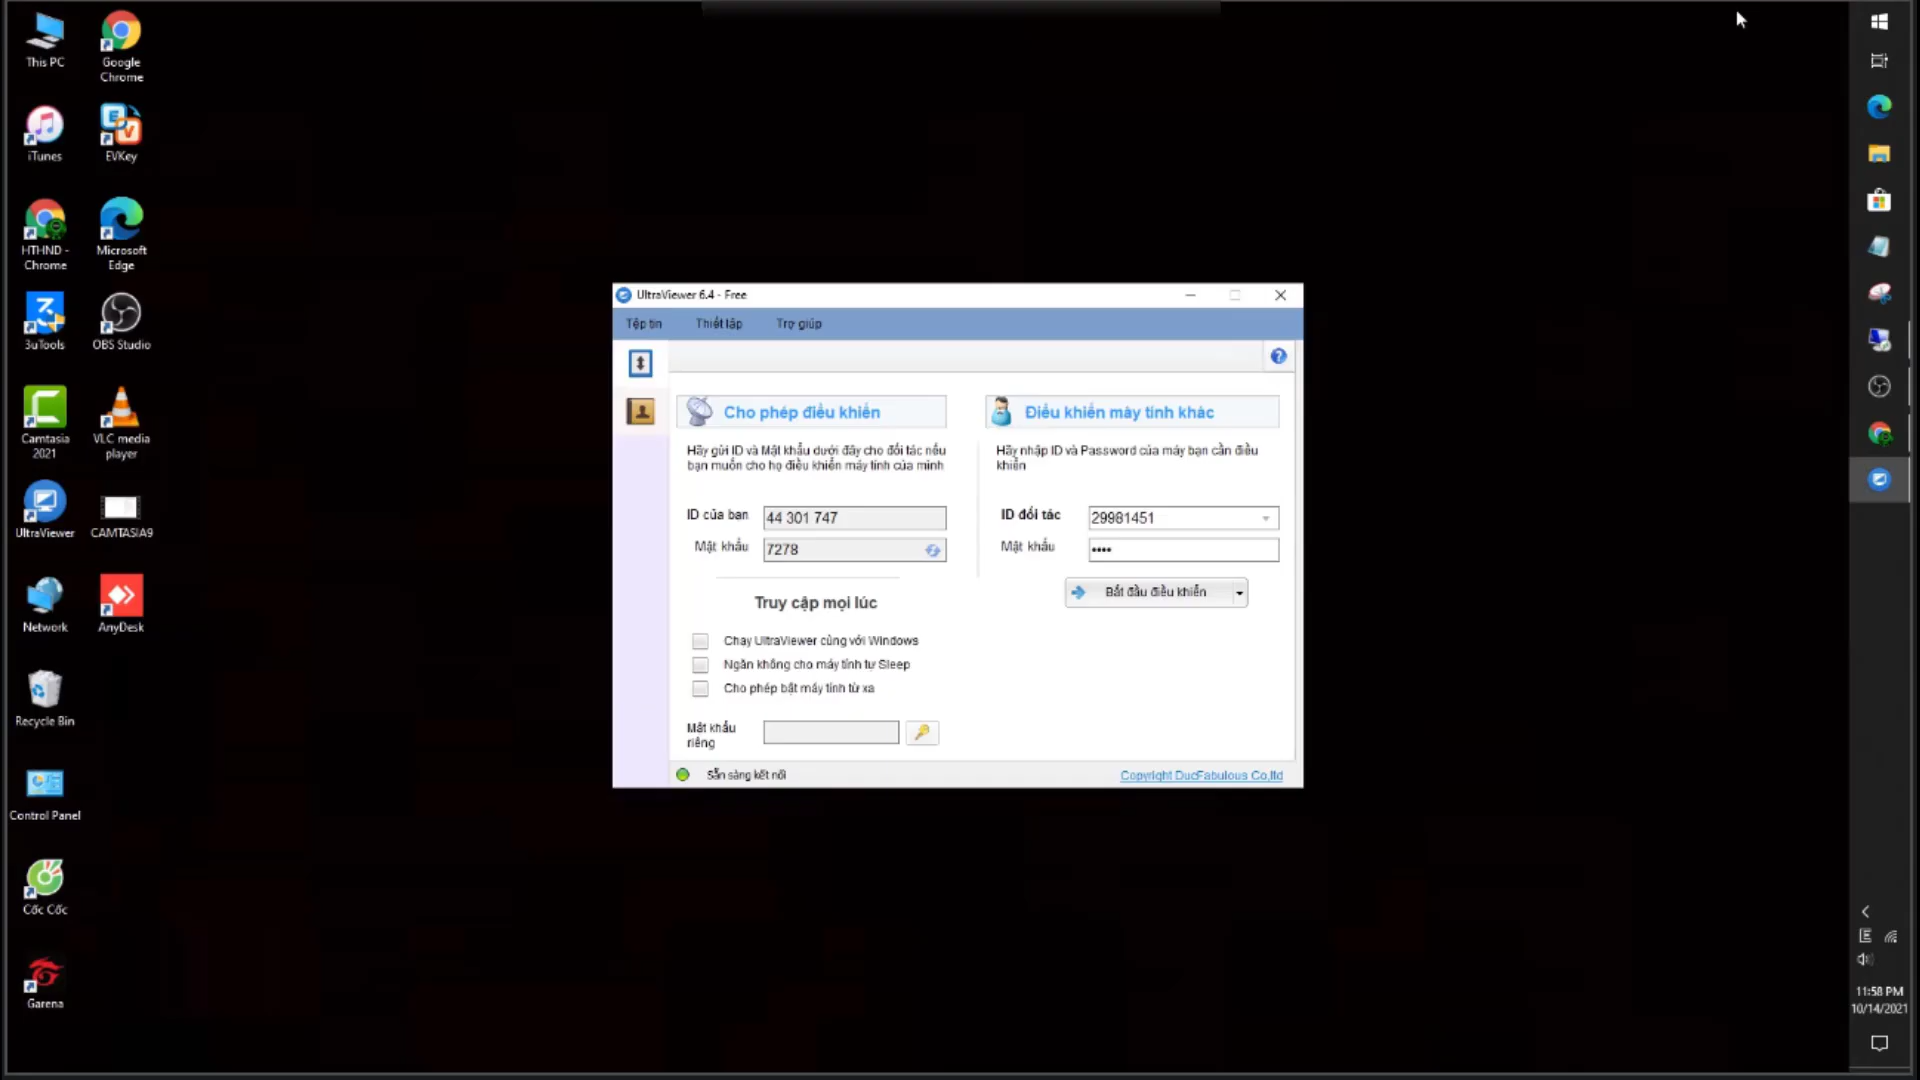 This PC
Google
Chrome
iTunes
EVKey
HTHND -
Chrome
Microsoft
Edge
3uTools
OBS Studio
Camtasia
2021
VLC media
player
UltraViewer
CAMTASIA9
Network
AnyDesk
Recycle Bin
Control Panel
Cốc Cốc
Garena
UltraViewer 6.4 - Free
Tệp tin
Thiết lập
Trợ giúp
Cho phép điều khiển
Hãy gửi ID và Mật khẩu dưới đây cho đối tác nếu
bạn muốn cho họ điều khiển máy tính của mình
ID của bạn
44 301 747
Mật khẩu
7278
Truy cập mọi lúc
Chạy UltraViewer cùng với Windows
Ngăn không cho máy tính tự Sleep
Cho phép bật máy tính từ xa
Mật khẩu
riêng
Điều khiển máy tính khác
Hãy nhập ID và Password của máy bạn cần điều
khiển
ID đối tác
29981451
Mật khẩu
••••
Bắt đầu điều khiển
Sẵn sàng kết nối
Copyright DucFabulous Co,ltd
11:58 PM
10/14/2021